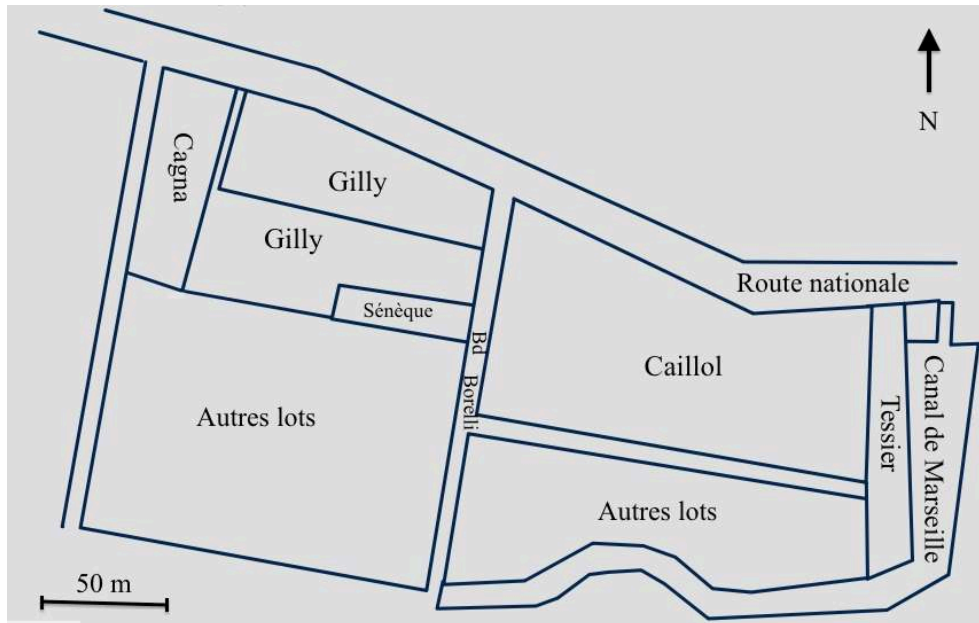 N
Cagna
Gilly
Gilly
Route nationale
Sénèque
Bd Borelli
Caillol
Tessier
Canal de Marseille
Autres lots
Autres lots
50 m